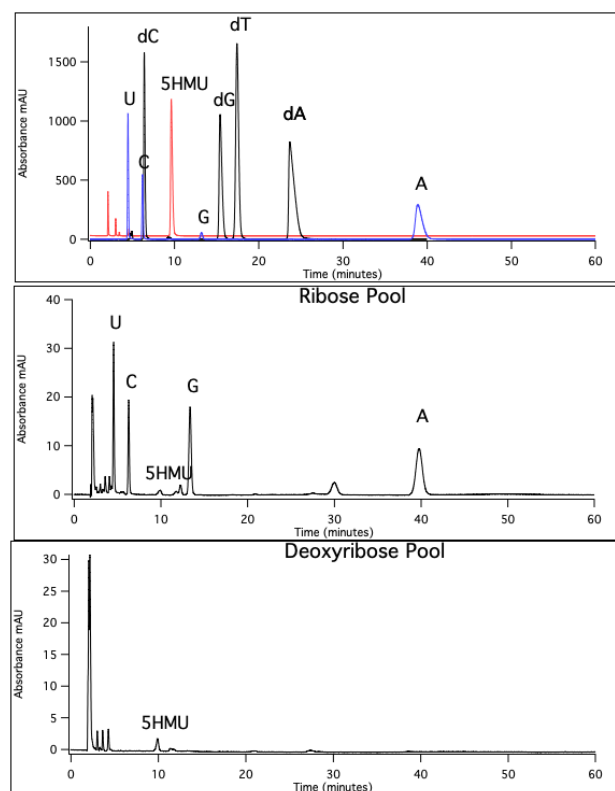 dT
dC
5HMU
U
dG
dA
C
A
G
Absorbance mAU
1500
1000
500
0
0 10 20 30 40 50 60
Time (minutes)
Ribose Pool
Absorbance mAU
40
30
20
10
0
U
C
G
A
5HMU
0 10 20 30 40 50 60
Time (minutes)
Deoxyribose Pool
Absorbance mAU
30
25
20
15
10
5
0
5HMU
0 10 20 30 40 50 60
Time (minutes)